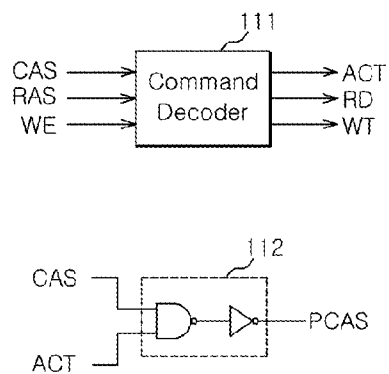 111
CAS
RAS
WE
Command
Decoder
ACT
RD
WT
112
CAS
ACT
PCAS